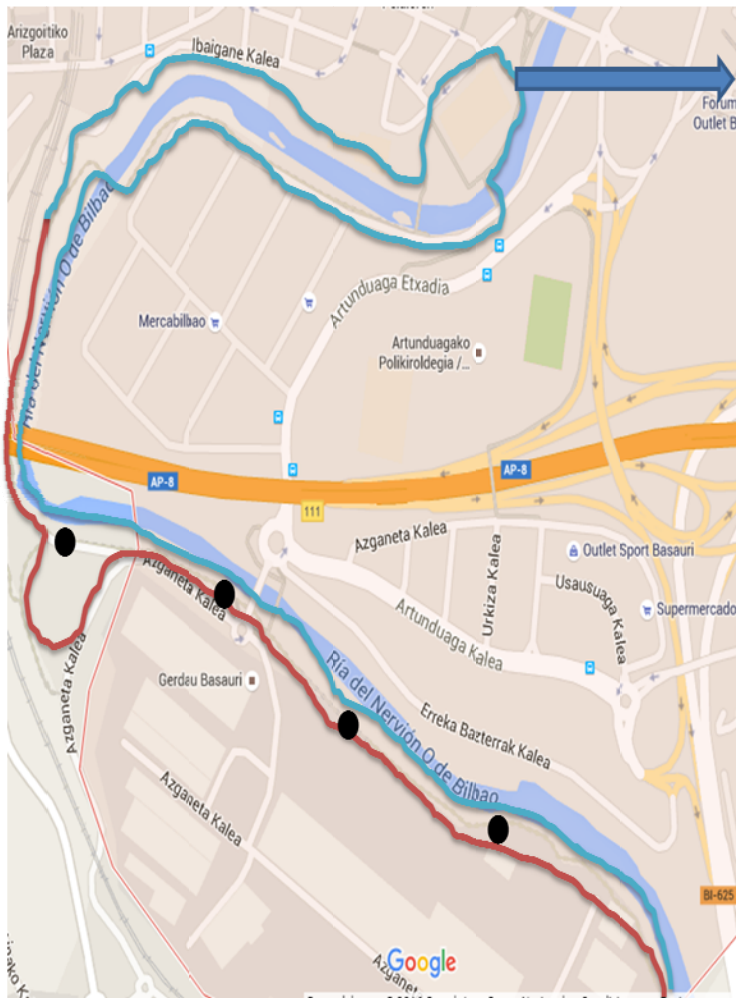 Arizgoitiko
Plaza
Ibaigane Kalea
Forum
Outlet B
Ría del Nervión O de Bilbao
Artunduaga Etxadia
Mercabilbao
Artunduagako
Polikiroldegia /...
AP-8
AP-8
111
Azganeta Kalea
Urkiza Kalea
Outlet Sport Basauri
Usausuaga Kalea
Supermercado
Azganeta Kalea
Artunduaga Kalea
Azganeta Kalea
Gerdau Basauri
Ría del Nervión O de Bilbao
Erreka Bazterrak Kalea
Azganeta Kalea
BI-625
Google